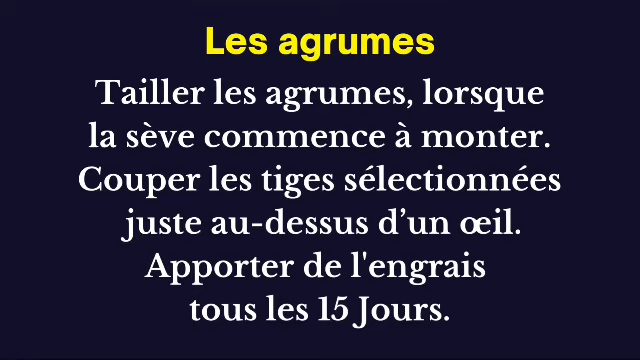 Les agrumes
Tailler les agrumes, lorsque
la sève commence à monter.
Couper les tiges sélectionnées
juste au-dessus d’un œil.
Apporter de l'engrais
tous les 15 Jours.